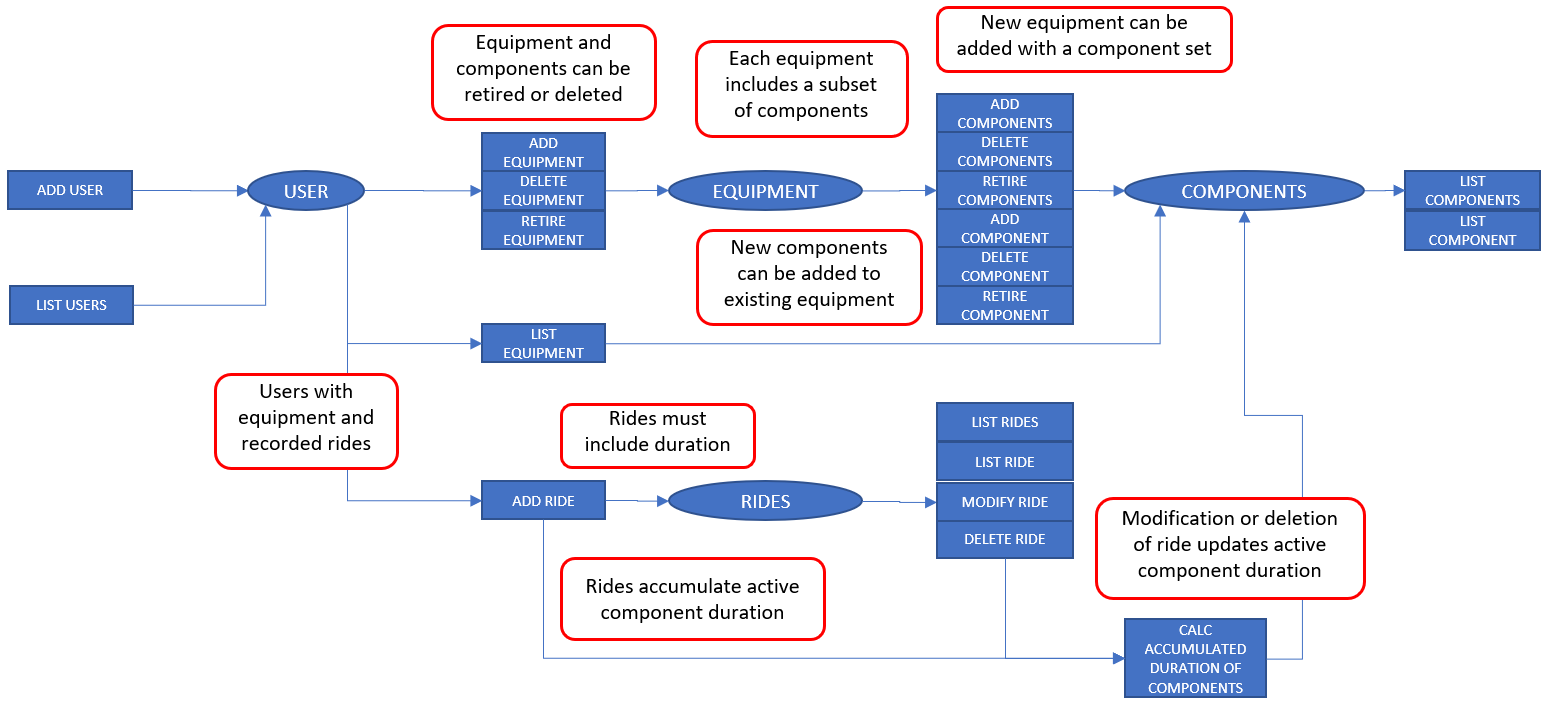 New equipment can be
added with a component set
Equipment and
components can be
retired or deleted
Each equipment
includes a subset
of components
ADD USER
USER
ADD
EQUIPMENT
DELETE
EQUIPMENT
RETIRE
EQUIPMENT
EQUIPMENT
ADD
COMPONENTS
DELETE
COMPONENTS
RETIRE
COMPONENTS
ADD
COMPONENT
DELETE
COMPONENT
RETIRE
COMPONENT
COMPONENTS
LIST
COMPONENTS
LIST
COMPONENT
New components
can be added to
existing equipment
LIST USERS
LIST
EQUIPMENT
Users with
equipment and
recorded rides
Rides must
include duration
ADD RIDE
RIDES
LIST RIDES
LIST RIDE
MODIFY RIDE
DELETE RIDE
Modification or deletion
of ride updates active
component duration
Rides accumulate active
component duration
CALC
ACCUMULATED
DURATION OF
COMPONENTS